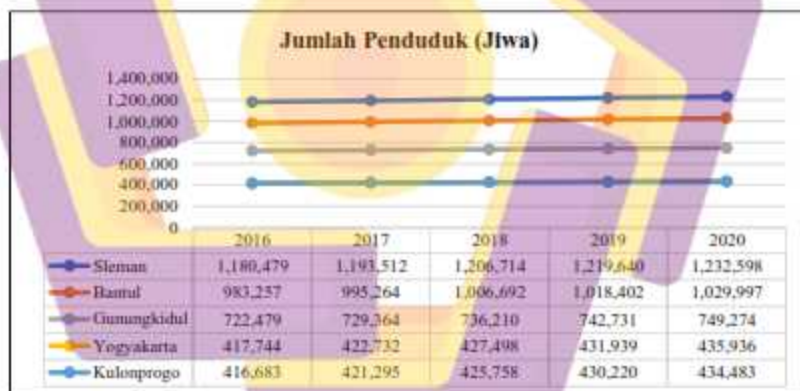 Jumlah Penduduk (Jiwa)
1,400,000
1,200,000
1,000,000
800,000
600,000
400,000
200,000
0
2016 2017 2018 2019 2020
Sleman 1,180,479 1,193,512 1,206,714 1,219,640 1,232,598
Bantul 983,257 995,264 1,006,692 1,018,402 1,029,997
Gunungkidul 722,479 729,364 736,210 742,731 749,274
Yogyakarta 417,744 422,732 427,498 431,939 435,936
Kulonprogo 416,683 421,295 425,758 430,220 434,483